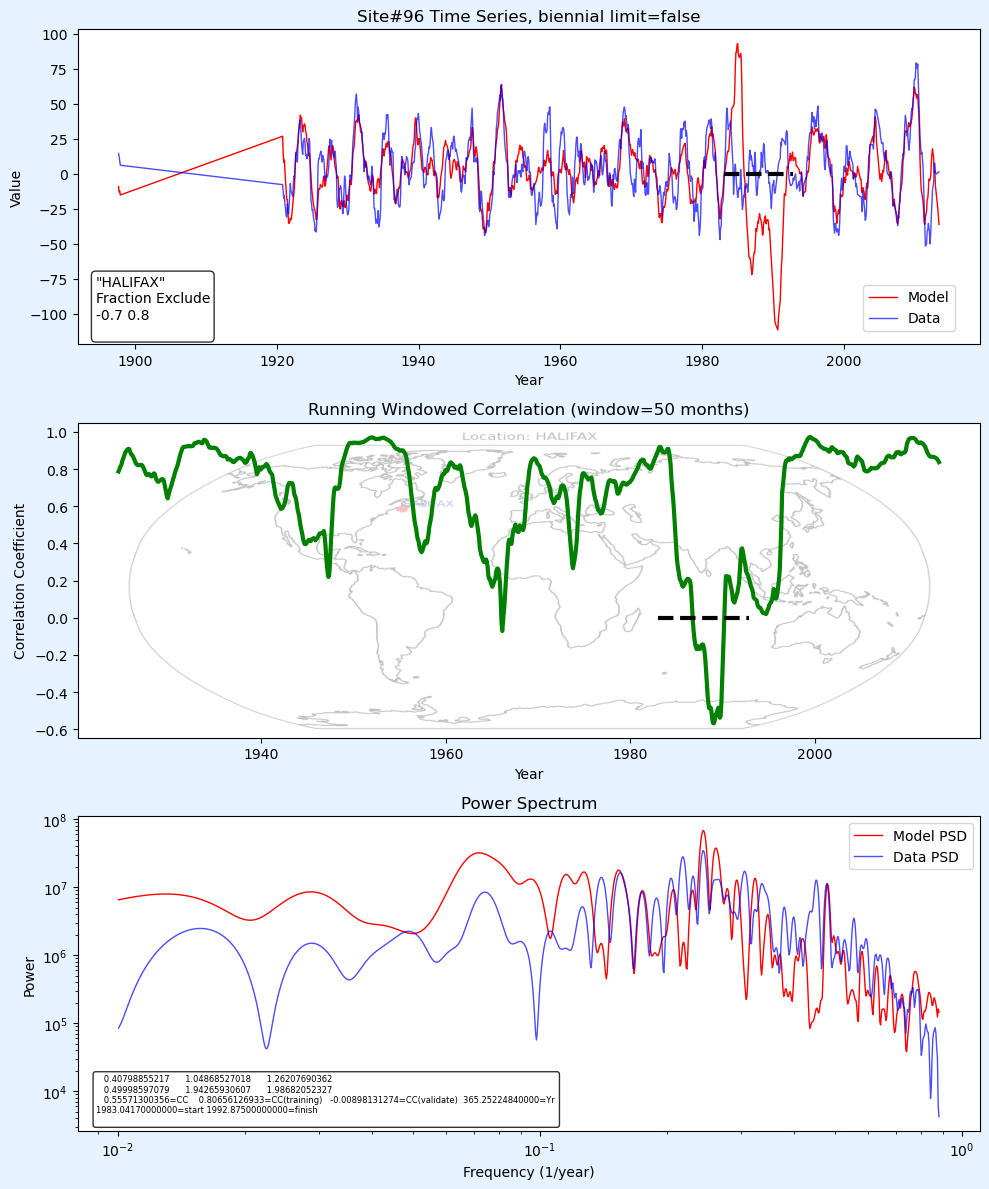 Site#96 Time Series, biennial limit=false
100
75
50
25
0
−25
−50
−75
−100
Value
"HALIFAX"
Fraction Exclude
-0.7 0.8
Model
Data
1900
1920
1940
1960
1980
2000
Year
Running Windowed Correlation (window=50 months)
Location: HALIFAX
1.0
0.8
0.6
0.4
0.2
0.0
−0.2
−0.4
−0.6
Correlation Coefficient
1940
1960
1980
2000
Year
Power Spectrum
10^8
10^7
10^6
10^5
10^4
Power
Model PSD
Data PSD
0.40798855217 1.04868527018 1.26207690362
0.49998597079 1.94265930607 1.98682052327
0.55571300356=CC 0.80656126933=CC(training) -0.00898131274=CC(validate) 365.25224840000=Yr
1983.04170000000=start 1992.87500000000=finish
10^−2
10^−1
10^0
Frequency (1/year)